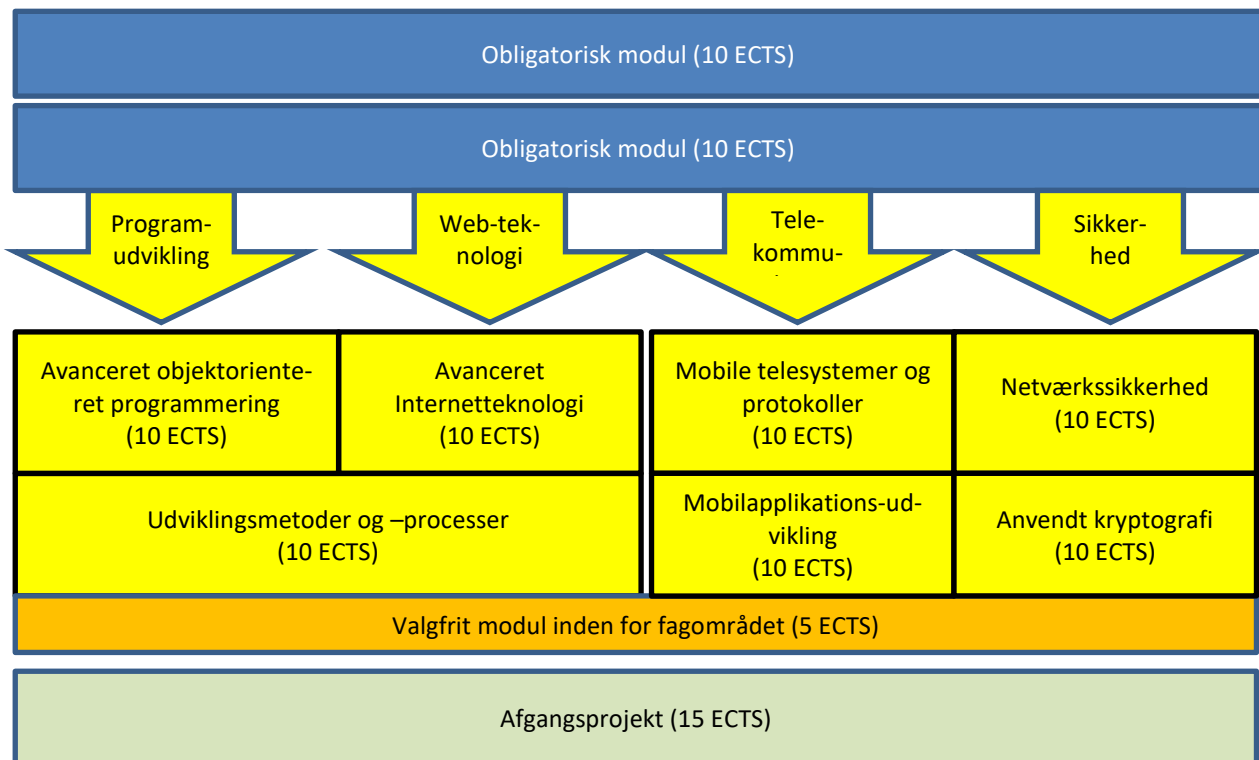 Obligatorisk modul (10 ECTS)
Obligatorisk modul (10 ECTS)
Program-
udvikling
Web-tek-
nologi
Tele-
kommu-
Sikker-
hed
Avanceret objektoriente-
ret programmering
(10 ECTS)
Avanceret
Internetteknologi
(10 ECTS)
Mobile telesystemer og
protokoller
(10 ECTS)
Netværkssikkerhed
(10 ECTS)
Udviklingsmetoder og –processer
(10 ECTS)
Mobilapplikations-ud-
vikling
(10 ECTS)
Anvendt kryptografi
(10 ECTS)
Valgfrit modul inden for fagområdet (5 ECTS)
Afgangsprojekt (15 ECTS)